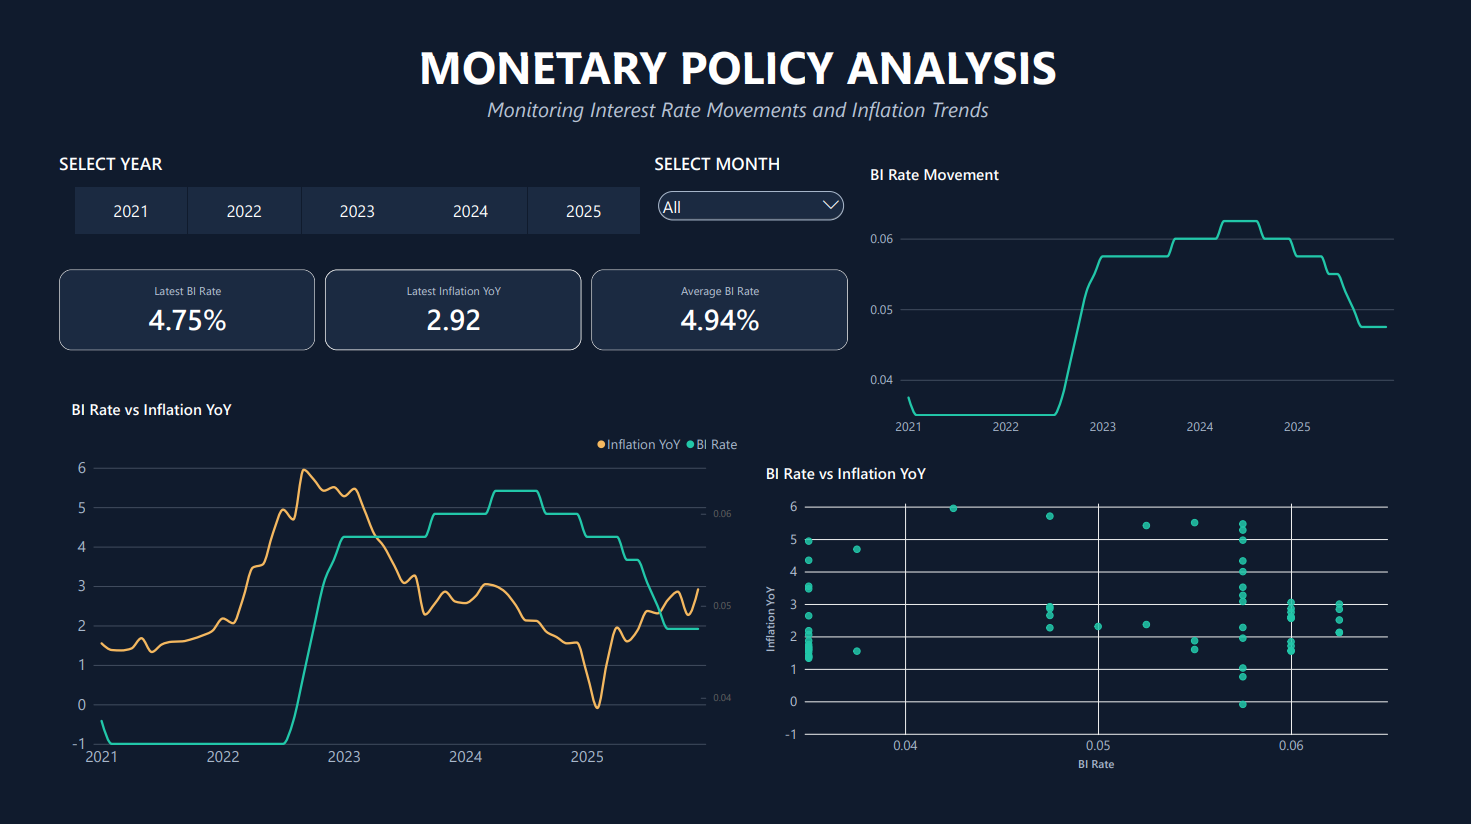 MONETARY POLICY ANALYSIS
Monitoring Interest Rate Movements and Inflation Trends
SELECT YEAR
2021 2022 2023 2024 2025
SELECT MONTH
All
Latest BI Rate
4.75%
Latest Inflation YoY
2.92
Average BI Rate
4.94%
BI Rate Movement
0.06
0.05
0.04
2021 2022 2023 2024 2025
BI Rate vs Inflation YoY
Inflation YoY BI Rate
6
5
4
3
2
1
0
-1
0.06
0.05
0.04
2021 2022 2023 2024 2025
BI Rate vs Inflation YoY
Inflation YoY
6
5
4
3
2
1
0
-1
0.04 0.05 0.06
BI Rate